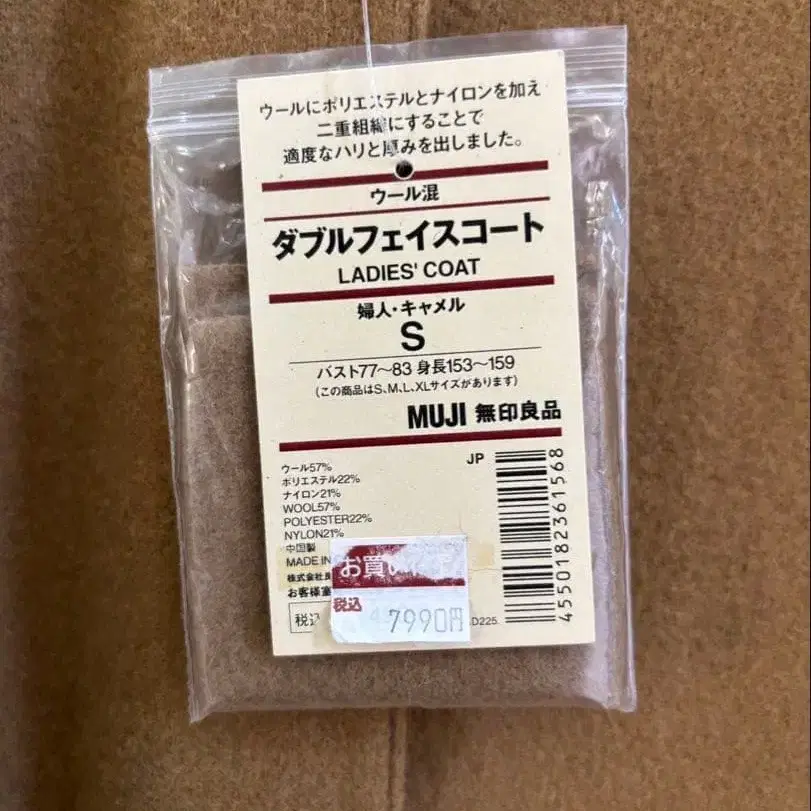 ウールにポリエステルとナイロンを加え
二重組織にすることで
適度なハリと厚みを出しました。
ウール混
ダブルフェイスコート
LADIES' COAT
婦人・キャメル
S
バスト77〜83 身長153〜159
(この商品はS、M、L、XLサイズがあります)
MUJI 無印良品
JP
ウール57%
ポリエステル22%
ナイロン21%
WOOL57%
POLYESTER22%
NYLON21%
中国製
MADE IN
株式会社良
お客様室
税込
お買い
税込
7990円
D225.
4550182361568